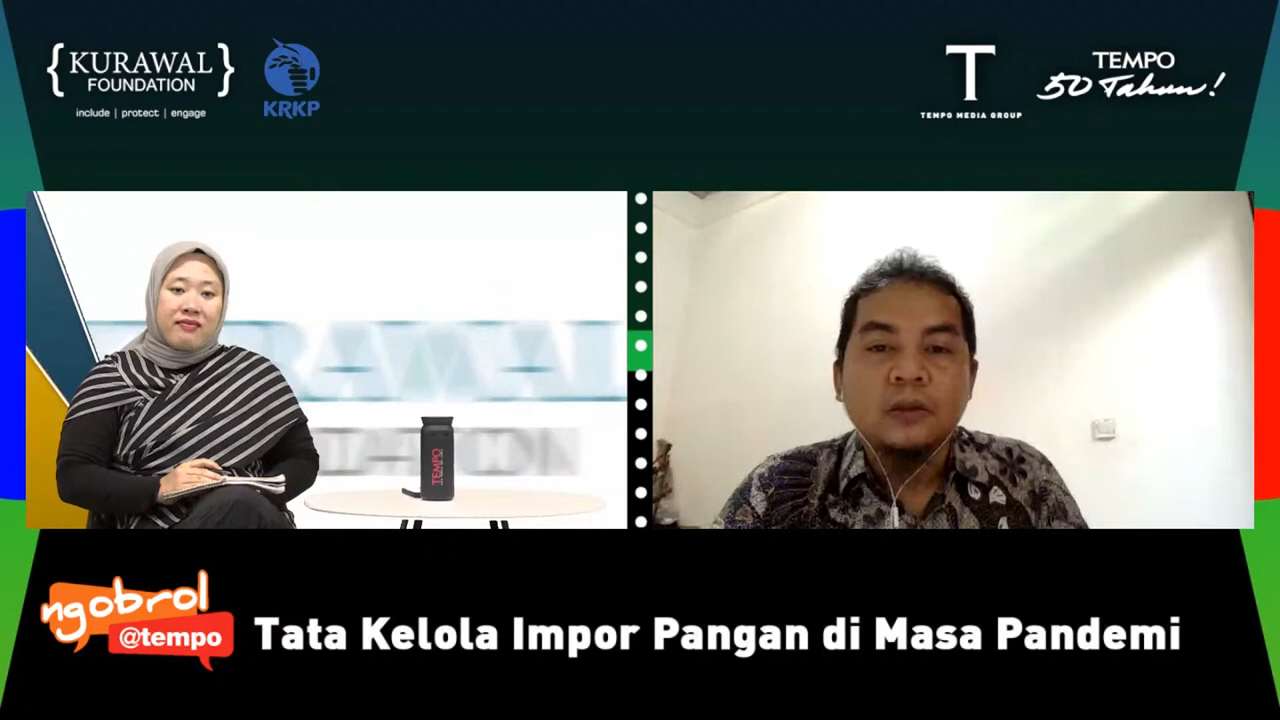 { KURAWAL }
FOUNDATION
include | protect | engage
KRKP
T
TEMPO MEDIA GROUP
TEMPO
50 Tahun!
TEMPO
ngobrol
@tempo
Tata Kelola Impor Pangan di Masa Pandemi